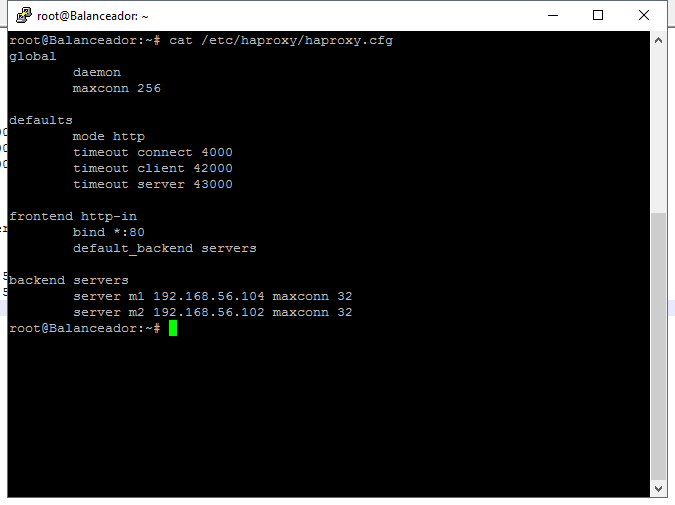 root@Balanceador: ~
root@Balanceador:~# cat /etc/haproxy/haproxy.cfg
global
        daemon
        maxconn 256

defaults
        mode http
        timeout connect 4000
        timeout client 42000
        timeout server 43000

frontend http-in
        bind *:80
        default_backend servers

backend servers
        server m1 192.168.56.104 maxconn 32
        server m2 192.168.56.102 maxconn 32
root@Balanceador:~#